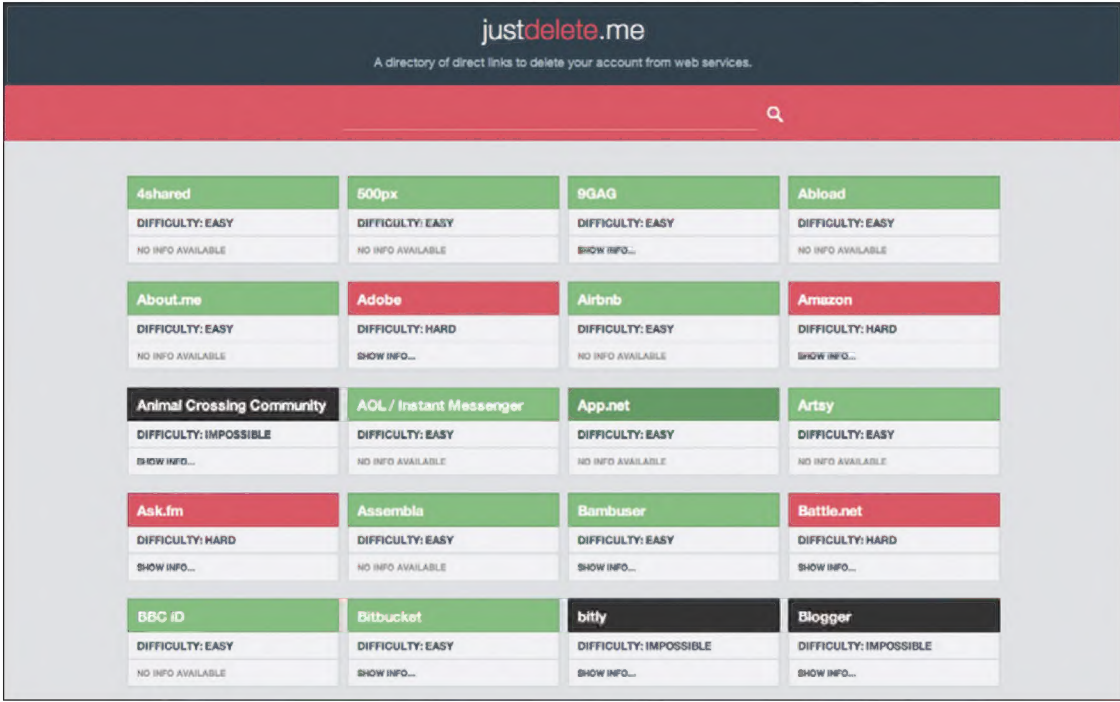 justdelete.me
A directory of direct links to delete your account from web services.
4shared
DIFFICULTY: EASY
NO INFO AVAILABLE
500px
DIFFICULTY: EASY
NO INFO AVAILABLE
9GAG
DIFFICULTY: EASY
SHOW INFO...
Abload
DIFFICULTY: EASY
NO INFO AVAILABLE
About.me
DIFFICULTY: EASY
NO INFO AVAILABLE
Adobe
DIFFICULTY: HARD
SHOW INFO...
Airbnb
DIFFICULTY: EASY
NO INFO AVAILABLE
Amazon
DIFFICULTY: HARD
SHOW INFO...
Animal Crossing Community
DIFFICULTY: IMPOSSIBLE
SHOW INFO...
AOL / Instant Messenger
DIFFICULTY: EASY
NO INFO AVAILABLE
App.net
DIFFICULTY: EASY
NO INFO AVAILABLE
Artsy
DIFFICULTY: EASY
NO INFO AVAILABLE
Ask.fm
DIFFICULTY: HARD
SHOW INFO...
Assembla
DIFFICULTY: EASY
NO INFO AVAILABLE
Bambuser
DIFFICULTY: EASY
SHOW INFO...
Battle.net
DIFFICULTY: HARD
SHOW INFO...
BBC iD
DIFFICULTY: EASY
NO INFO AVAILABLE
Bitbucket
DIFFICULTY: EASY
SHOW INFO...
bitly
DIFFICULTY: IMPOSSIBLE
SHOW INFO...
Blogger
DIFFICULTY: IMPOSSIBLE
SHOW INFO...